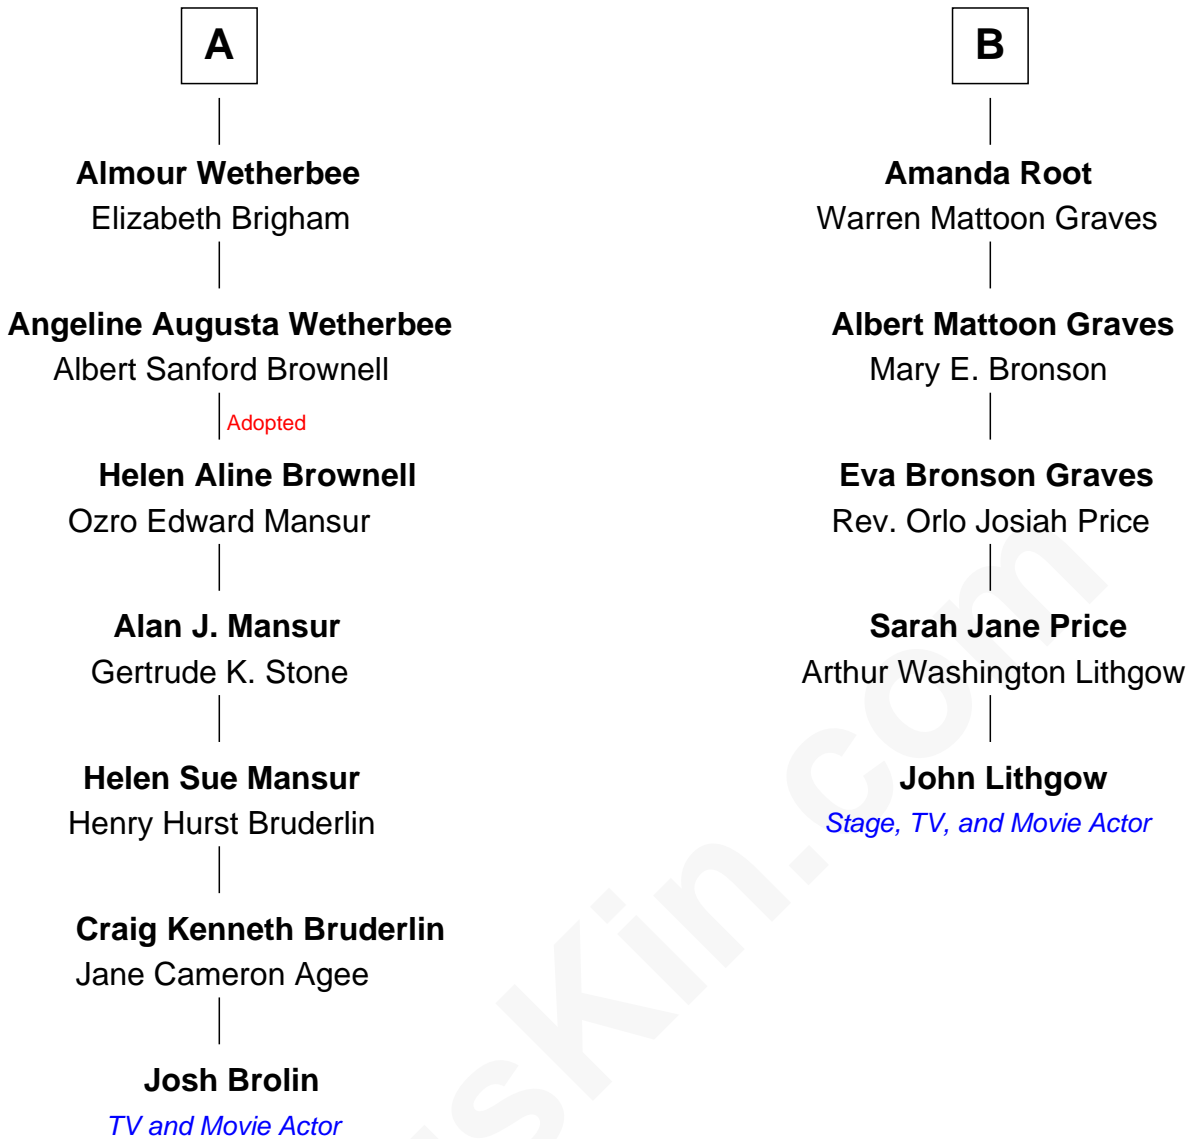 A
Almour Wetherbee
Elizabeth Brigham
Angeline Augusta Wetherbee
Albert Sanford Brownell
Adopted
Helen Aline Brownell
Ozro Edward Mansur
Alan J. Mansur
Gertrude K. Stone
Helen Sue Mansur
Henry Hurst Bruderlin
Craig Kenneth Bruderlin
Jane Cameron Agee
Josh Brolin
TV and Movie Actor
B
Amanda Root
Warren Mattoon Graves
Albert Mattoon Graves
Mary E. Bronson
Eva Bronson Graves
Rev. Orlo Josiah Price
Sarah Jane Price
Arthur Washington Lithgow
John Lithgow
Stage, TV, and Movie Actor
usKin.com